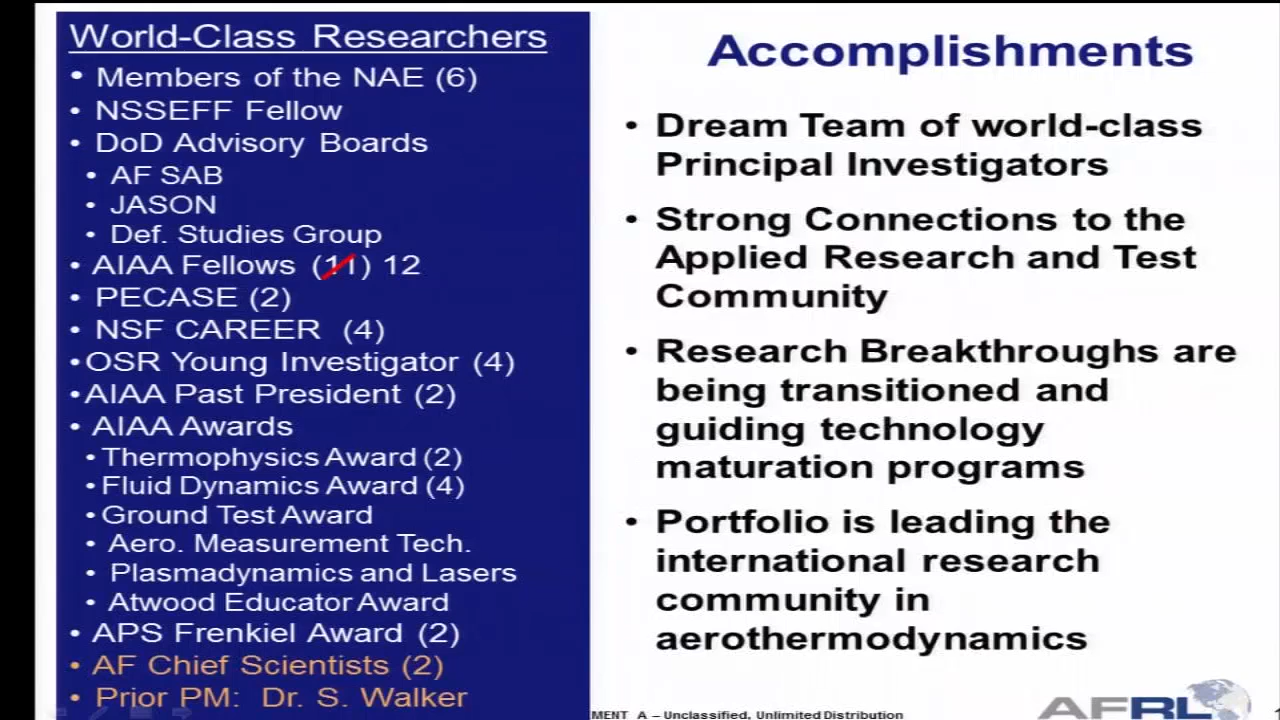 World-Class Researchers
• Members of the NAE (6)
• NSSEFF Fellow
• DoD Advisory Boards
• AF SAB
• JASON
• Def. Studies Group
• AIAA Fellows (11) 12
• PECASE (2)
• NSF CAREER (4)
•OSR Young Investigator (4)
•AIAA Past President (2)
• AIAA Awards
•Thermophysics Award (2)
•Fluid Dynamics Award (4)
•Ground Test Award
• Aero. Measurement Tech.
• Plasmadynamics and Lasers
• Atwood Educator Award
• APS Frenkiel Award (2)
• AF Chief Scientists (2)
• Prior PM: Dr. S. Walker
Accomplishments
• Dream Team of world-class
Principal Investigators
• Strong Connections to the
Applied Research and Test
Community
• Research Breakthroughs are
being transitioned and
guiding technology
maturation programs
• Portfolio is leading the
international research
community in
aerothermodynamics
MENT A – Unclassified, Unlimited Distribution
AFRL